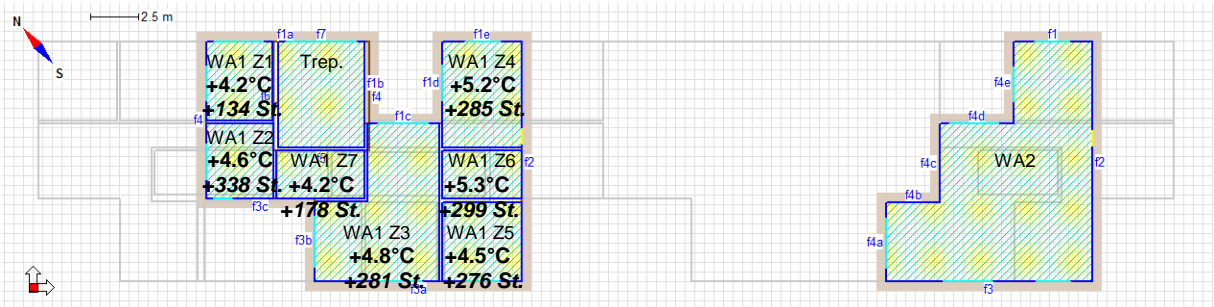 N
S
2.5 m
f1a
f7
WA1 Z1
+4.2°C
+134 St.
f6
f4
Trep.
f1b
f4
f1c
f1d
f1e
WA1 Z4
+5.2°C
+285 St.
WA1 Z2
+4.6°C
+338 St.
f3c
f5
WA1 Z7
+4.2°C
+178 St.
WA1 Z6
+5.3°C
+299 St.
f2
f3b
WA1 Z3
+4.8°C
+281 St.
f3a
WA1 Z5
+4.5°C
+276 St.
f1
f4e
f4d
f4c
WA2
f2
f4b
f4a
f3